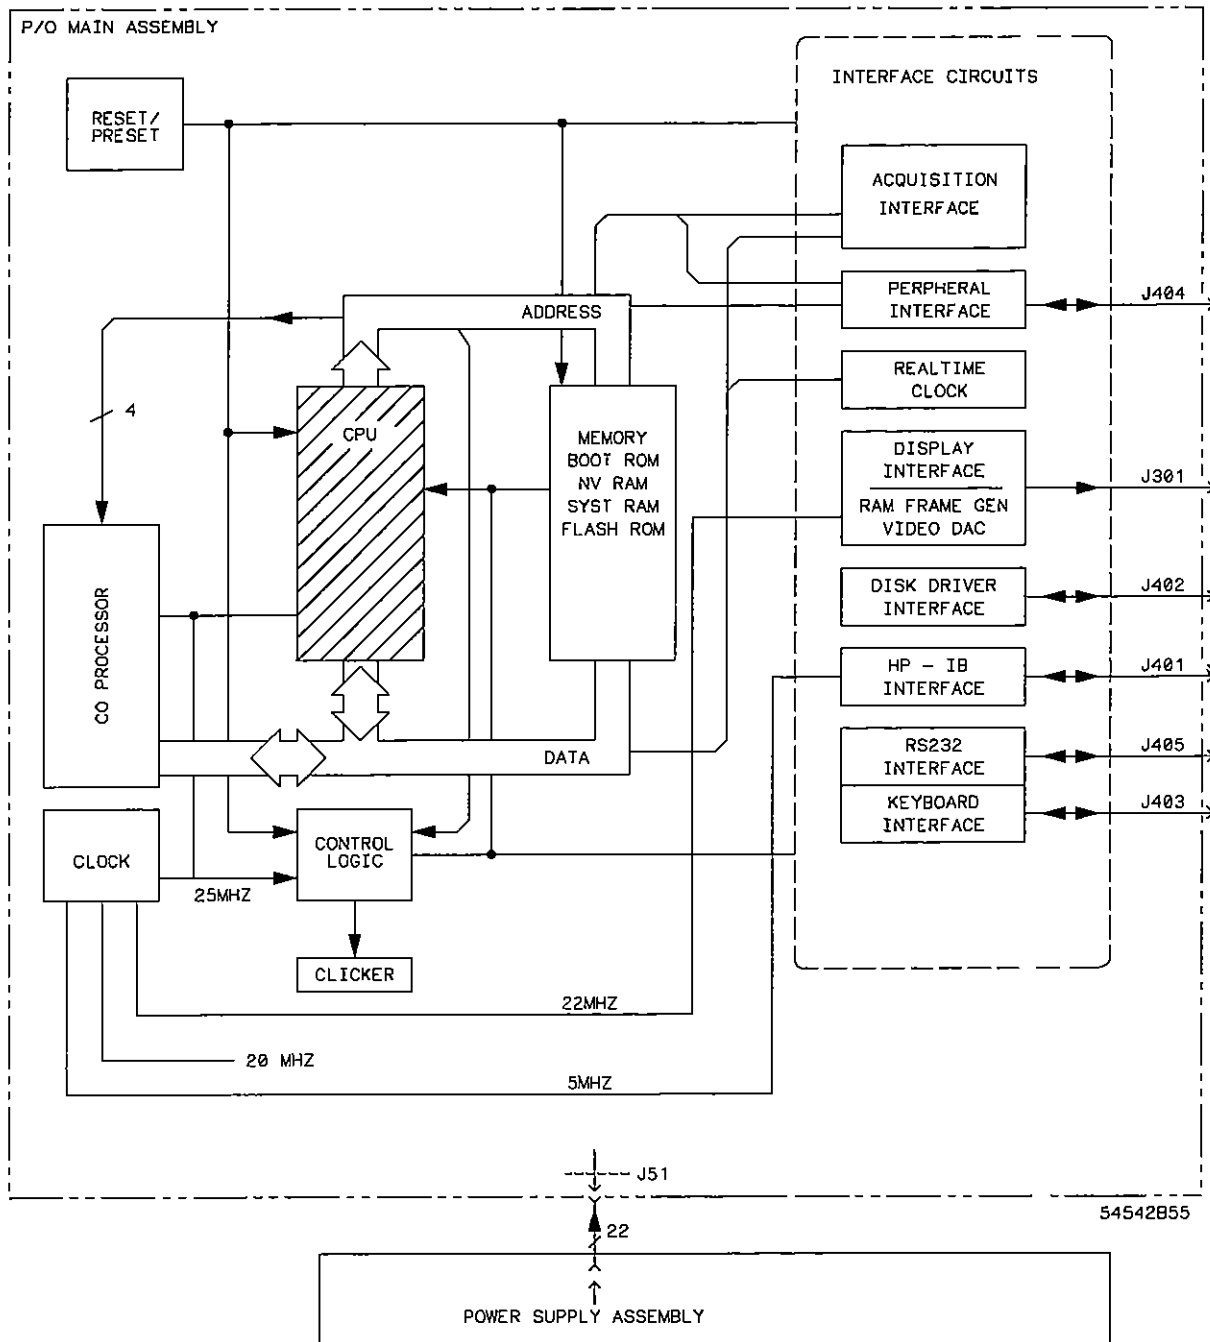 P/O MAIN ASSEMBLY
RESET/
PRESET
INTERFACE CIRCUITS
ACQUISITION
INTERFACE
PERPHERAL
INTERFACE
J404
ADDRESS
REALTIME
CLOCK
4
CPU
MEMORY
BOOT ROM
NV RAM
SYST RAM
FLASH ROM
DISPLAY
INTERFACE
RAM FRAME GEN
VIDEO DAC
J301
DISK DRIVER
INTERFACE
J402
CO PROCESSOR
HP - IB
INTERFACE
J401
DATA
RS232
INTERFACE
J405
KEYBOARD
INTERFACE
J403
CLOCK
25MHZ
CONTROL
LOGIC
CLICKER
22MHZ
20 MHZ
5MHZ
J51
54542B55
22
POWER SUPPLY ASSEMBLY